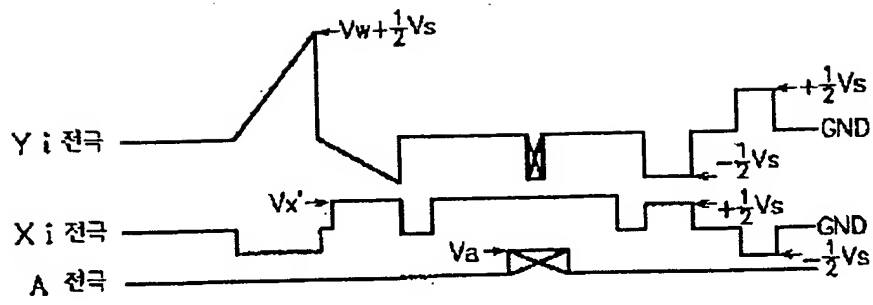 Vw+1/2Vs
+1/2Vs
Yi 전극
GND
-1/2Vs
Vx'
+1/2Vs
Xi 전극
GND
Va
-1/2Vs
A 전극